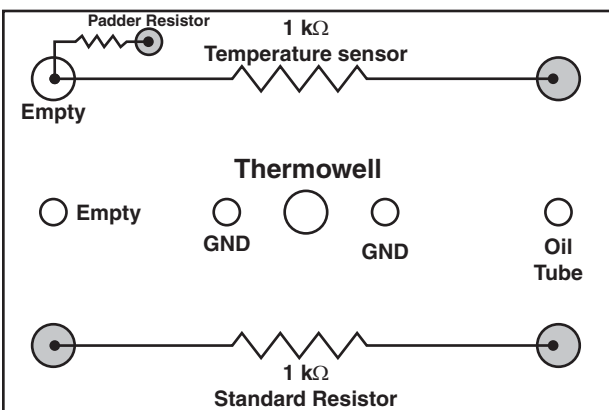 Padder Resistor
1 kΩ
Temperature sensor
Empty
Thermowell
Empty
GND
GND
Oil
Tube
1 kΩ
Standard Resistor